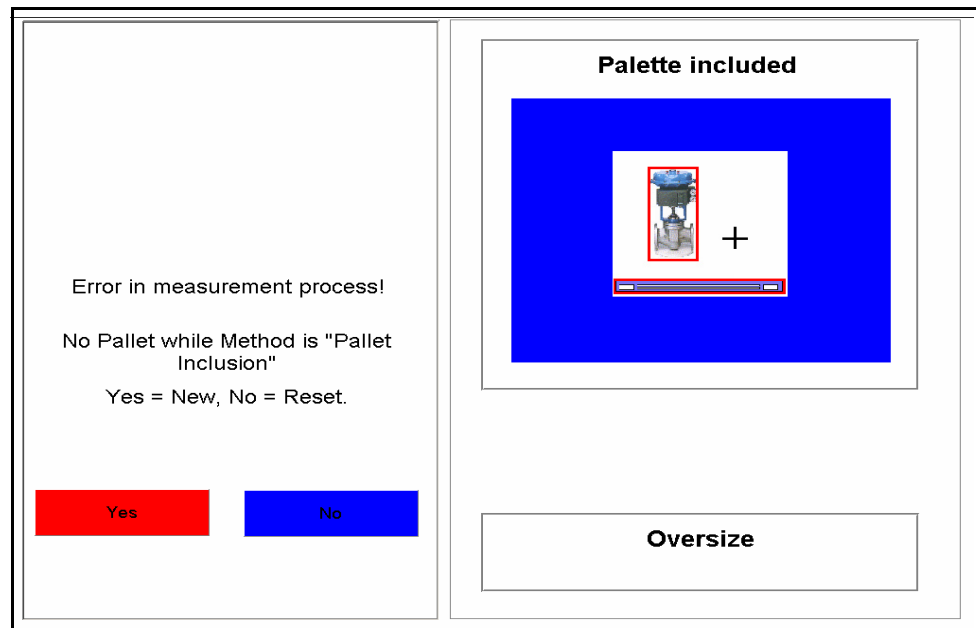 Error in measurement process!
No Pallet while Method is "Pallet
Inclusion"
Yes = New, No = Reset.
Yes
No
Palette included
+
Oversize